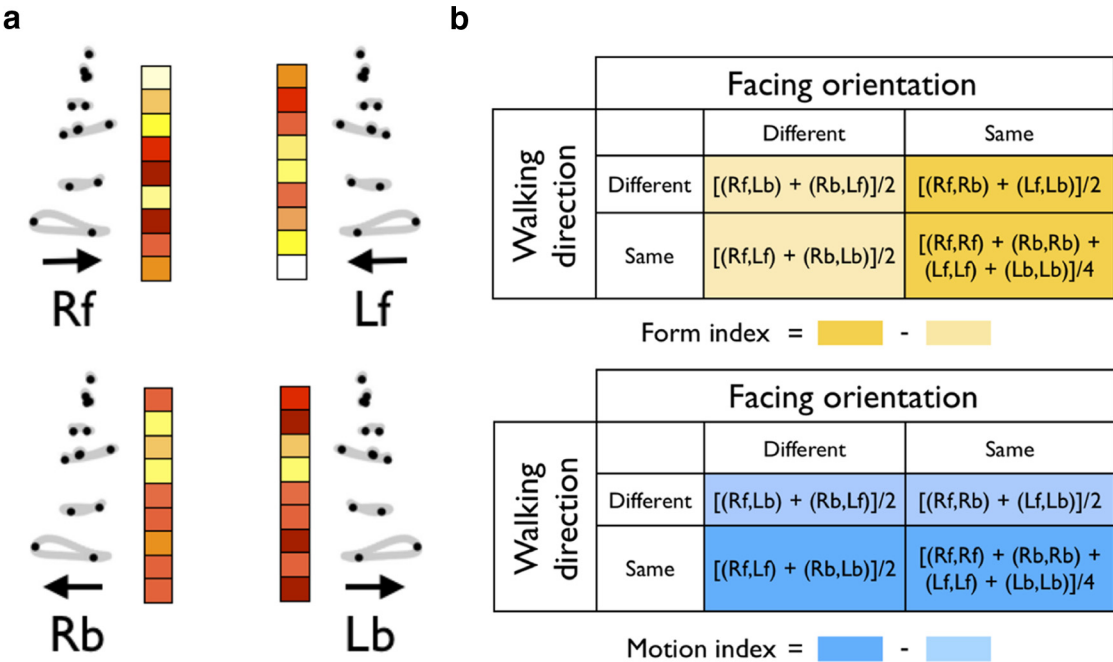 a
Rf
Lf
Rb
Lb
b
Facing orientation
Walking
direction
Different
Same
Different
[(Rf,Lb) + (Rb,Lf)]/2
[(Rf,Rb) + (Lf,Lb)]/2
Same
[(Rf,Lf) + (Rb,Lb)]/2
[(Rf,Rf) + (Rb,Rb) +
(Lf,Lf) + (Lb,Lb)]/4
Form index = -
Facing orientation
Walking
direction
Different
Same
Different
[(Rf,Lb) + (Rb,Lf)]/2
[(Rf,Rb) + (Lf,Lb)]/2
Same
[(Rf,Lf) + (Rb,Lb)]/2
[(Rf,Rf) + (Rb,Rb) +
(Lf,Lf) + (Lb,Lb)]/4
Motion index = -